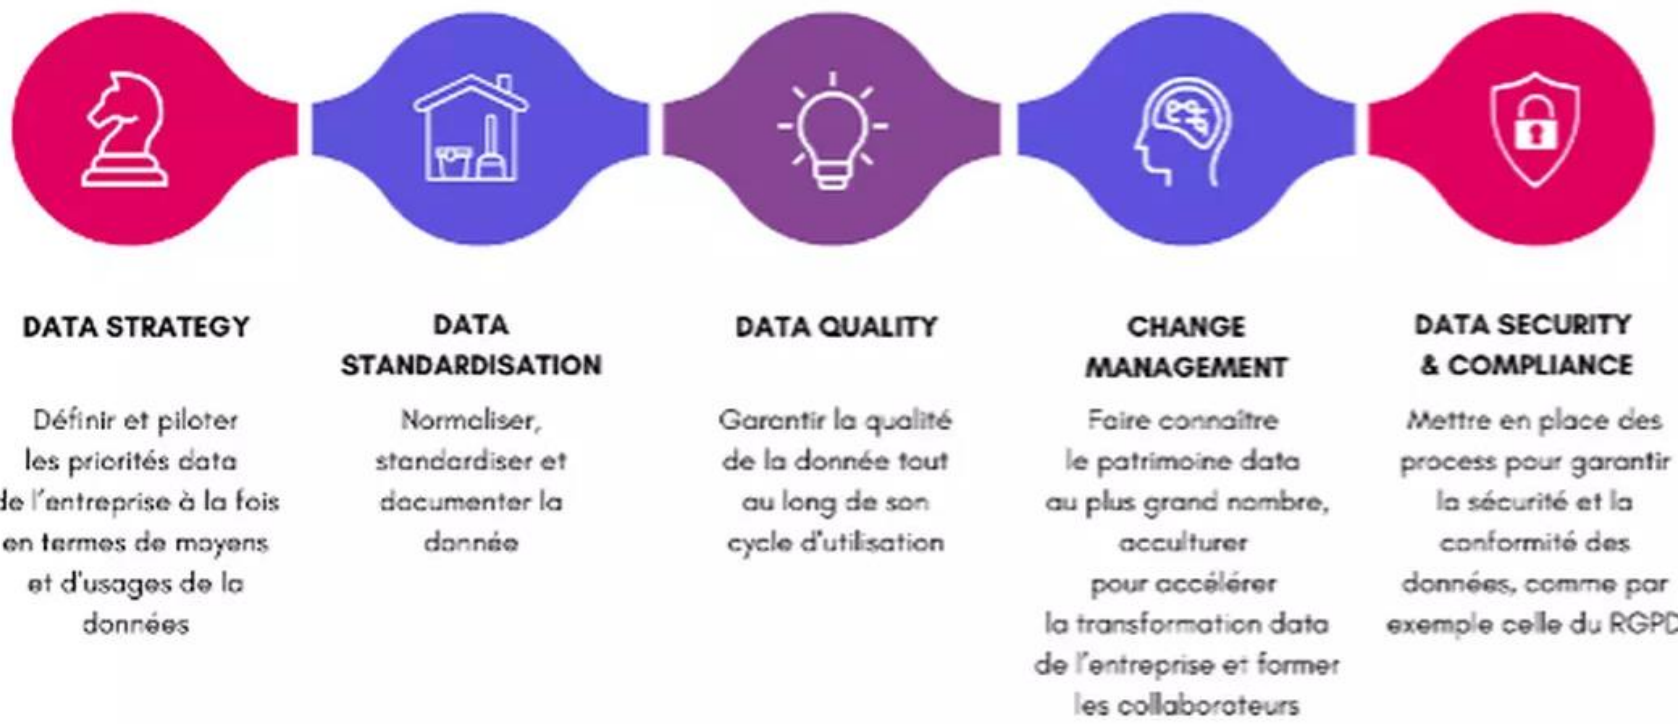 DATA STRATEGY
Définir et piloter
les priorités data
de l'entreprise à la fois
en termes de moyens
et d'usages de la
données
DATA
STANDARDISATION
Normaliser,
standardiser et
documenter la
donnée
DATA QUALITY
Garantir la qualité
de la donnée tout
au long de son
cycle d'utilisation
CHANGE
MANAGEMENT
Faire connaître
le patrimoine data
au plus grand nombre,
acculturer
pour accélérer
la transformation data
de l'entreprise et former
les collaborateurs
DATA SECURITY
& COMPLIANCE
Mettre en place des
process pour garantir
la sécurité et la
conformité des
données, comme par
exemple celle du RGPD